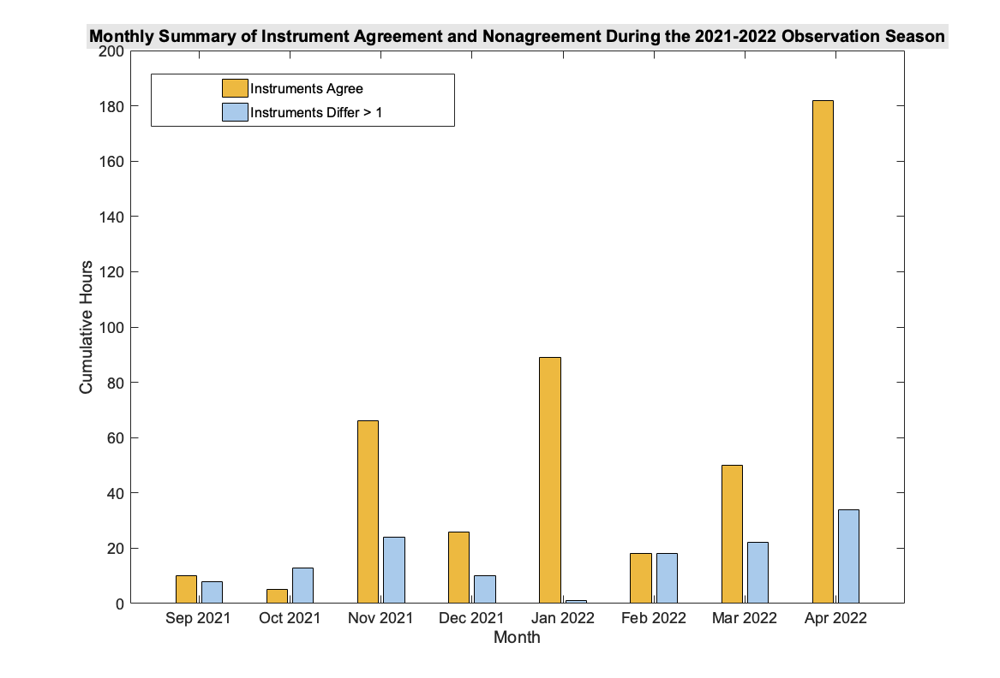 Monthly Summary of Instrument Agreement and Nonagreement During the 2021-2022 Observation Season
200
180
160
140
120
100
80
60
40
20
0
Cumulative Hours
Instruments Agree
Instruments Differ > 1
Sep 2021 Oct 2021 Nov 2021 Dec 2021 Jan 2022 Feb 2022 Mar 2022 Apr 2022
Month